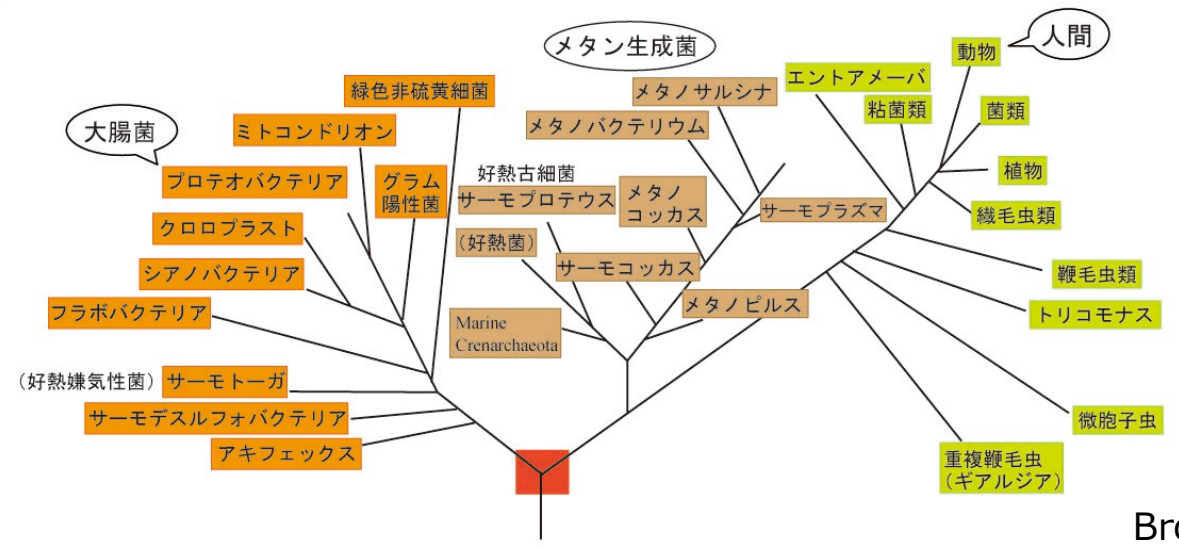 メタン生成菌
人間
動物
エントアメーバ
緑色非硫黄細菌
メタノサルシナ
粘菌類
菌類
大腸菌
ミトコンドリオン
メタノバクテリウム
プロテオバクテリア
グラム
陽性菌
好熱古細菌
サーモプロテウス
メタノ
コッカス
植物
サーモプラズマ
繊毛虫類
クロロプラスト
(好熱菌)
シアノバクテリア
サーモコッカス
鞭毛虫類
フラボバクテリア
メタノピルス
トリコモナス
Marine
Crenarchaeota
(好熱嫌気性菌) サーモトーガ
サーモデスルフォバクテリア
微胞子虫
アキフェックス
重複鞭毛虫
(ギアルジア)
Bro